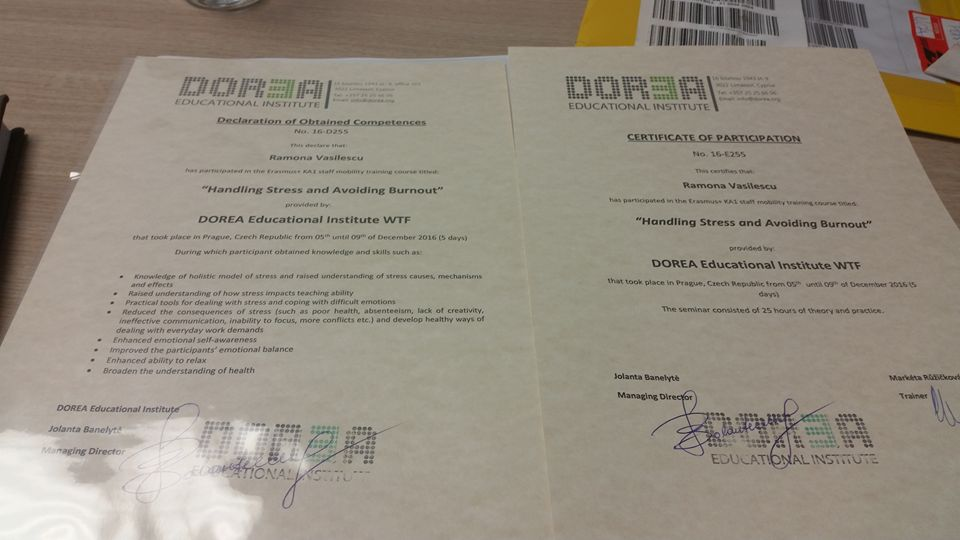 DOREA
EDUCATIONAL INSTITUTE
Declaration of Obtained Competences
No. 16-D255
This declare that:
Ramona Vasilescu
has participated in the Erasmus+ KA1 staff mobility training course titled:
“Handling Stress and Avoiding Burnout”
provided by:
DOREA Educational Institute WTF
that took place in Prague, Czech Republic from 05th until 09th of December 2016 (5 days)
During which participant obtained knowledge and skills such as:
• Knowledge of holistic model of stress and raised understanding of stress causes, mechanisms
and effects
• Raised understanding of how stress impacts teaching ability
• Practical tools for dealing with stress and coping with difficult emotions
• Reduced the consequences of stress (such as poor health, absenteeism, lack of creativity,
ineffective communication, inability to focus, more conflicts etc.) and develop healthy ways of
dealing with everyday work demands
• Enhanced emotional self-awareness
• Improved the participants' emotional balance
• Enhanced ability to relax
• Broaden the understanding of health
DOREA Educational Institute
Jolanta Banelytė
Managing Director
DOREA
EDUCATIONAL INSTITUTE
DOREA
EDUCATIONAL INSTITUTE
3022 Limassol, Cyprus
Email: info@dorea.org
CERTIFICATE OF PARTICIPATION
No. 16-E255
This certifies that:
Ramona Vasilescu
has participated in the Erasmus+ KA1 staff mobility training course titled:
“Handling Stress and Avoiding Burnout”
provided by:
DOREA Educational Institute WTF
that took place in Prague, Czech Republic from 05th until 09th of December 2016 (5
days)
The seminar consisted of 25 hours of theory and practice.
Jolanta Banelytė
Managing Director
Markéta Růžičková
Trainer
DOREA
EDUCATIONAL INSTITUTE